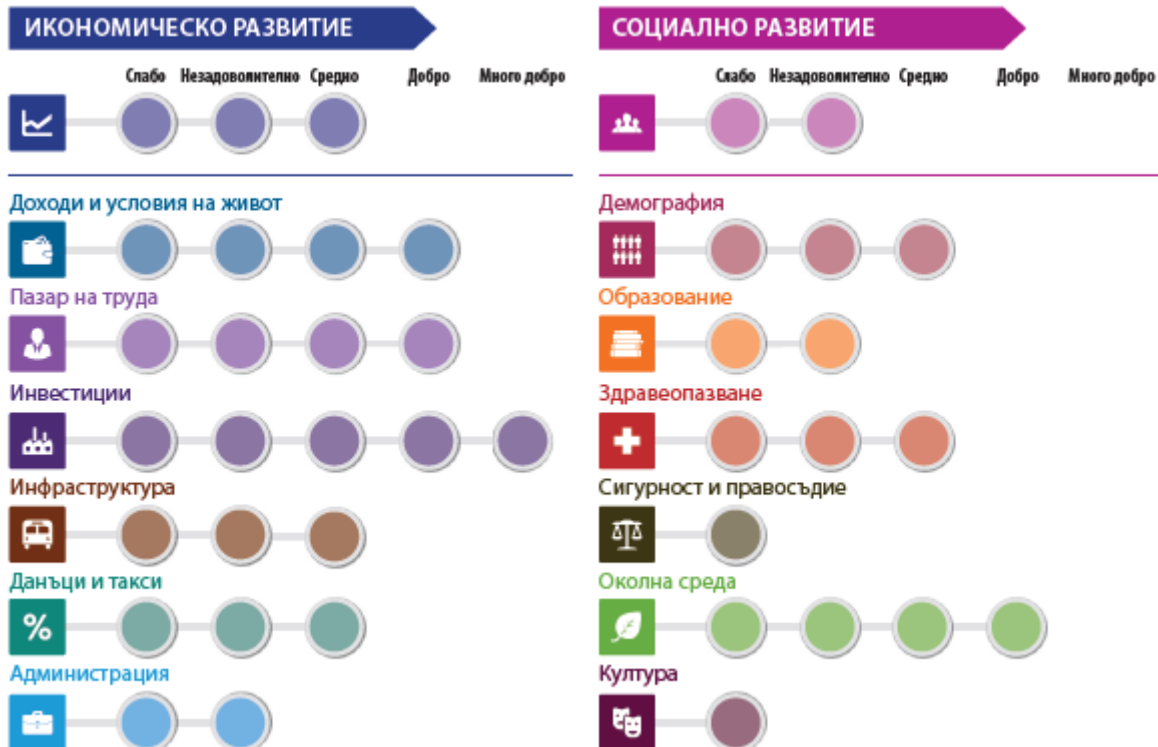 ИКОНОМИЧЕСКО РАЗВИТИЕ
Слабо Незадоволително Средно Добро Много добро
Доходи и условия на живот
Пазар на труда
Инвестиции
Инфраструктура
Данъци и такси
%
Администрация
СОЦИАЛНО РАЗВИТИЕ
Слабо Незадоволително Средно Добро Много добро
Демография
Образование
Здравеопазване
Сигурност и правосъдие
Околна среда
Култура